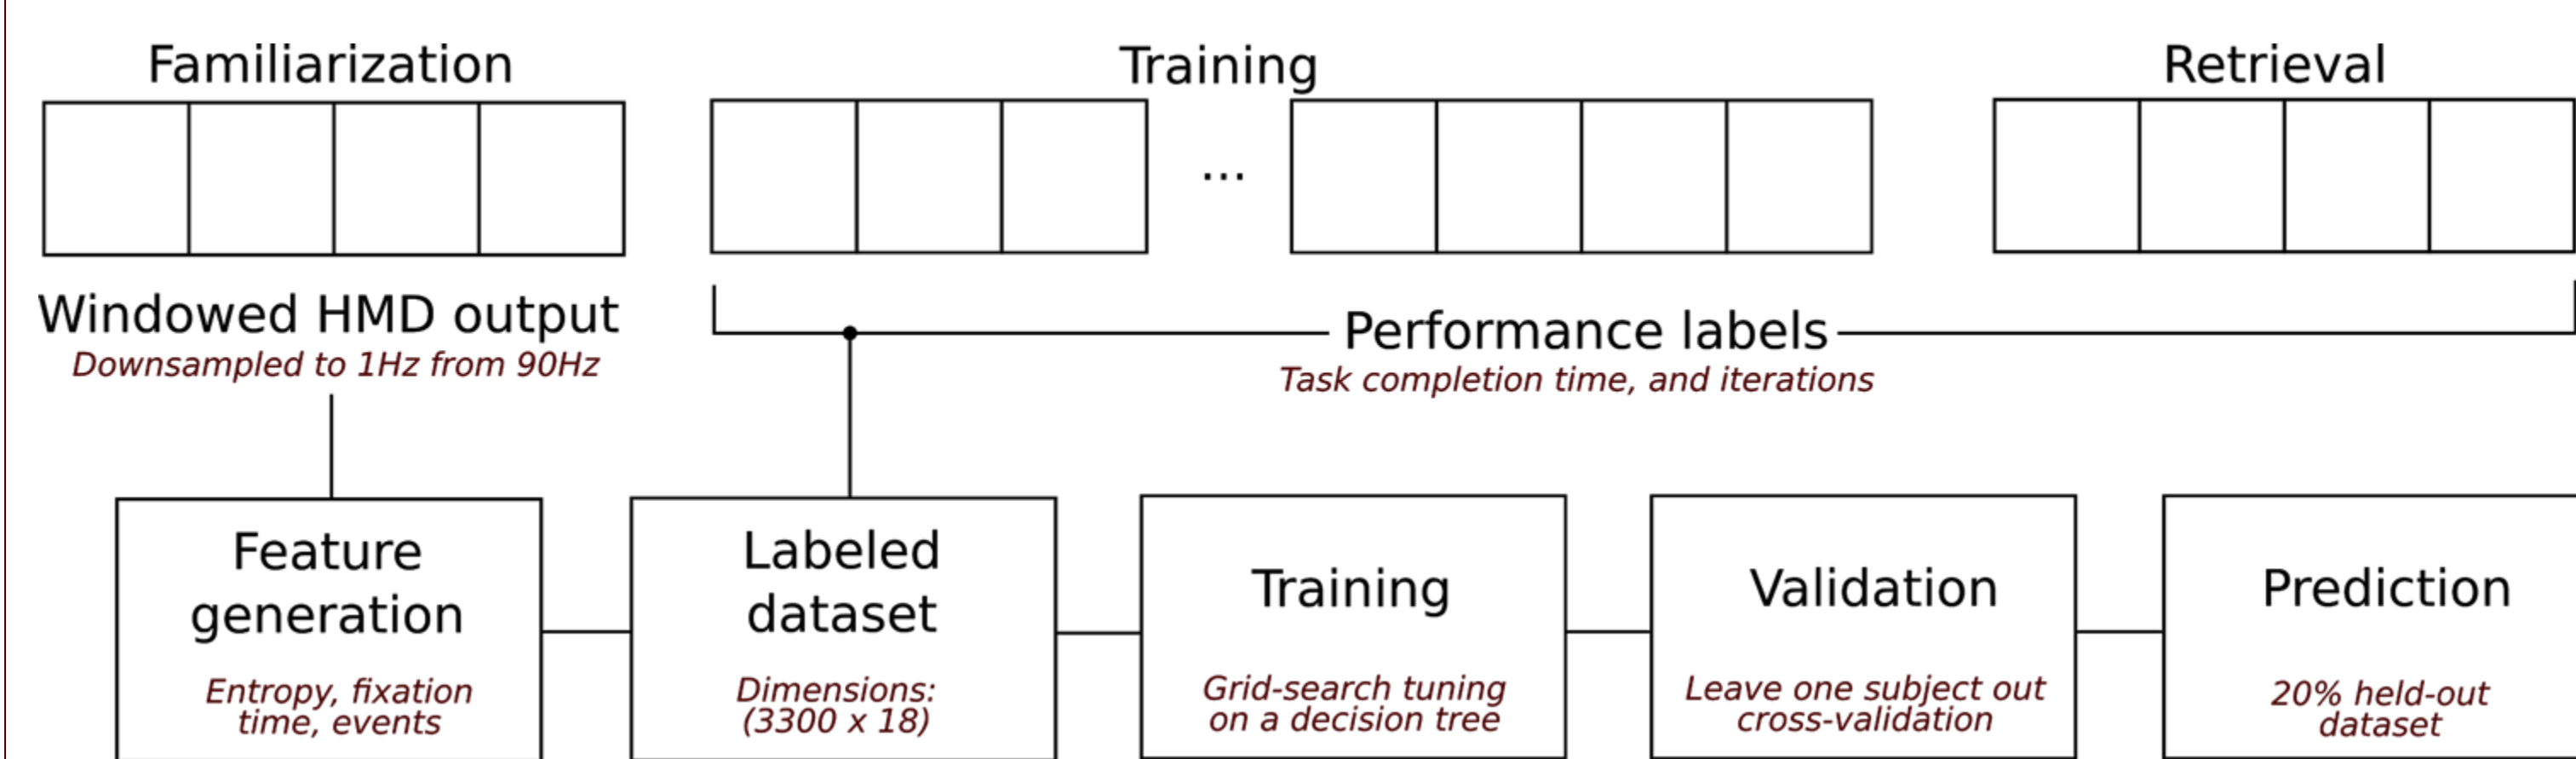 Familiarization
Training
Retrieval
...
Windowed HMD output
Downsampled to 1Hz from 90Hz
Performance labels
Task completion time, and iterations
Feature
generation
Entropy, fixation
time, events
Labeled
dataset
Dimensions:
(3300 x 18)
Training
Grid-search tuning
on a decision tree
Validation
Leave one subject out
cross-validation
Prediction
20% held-out
dataset